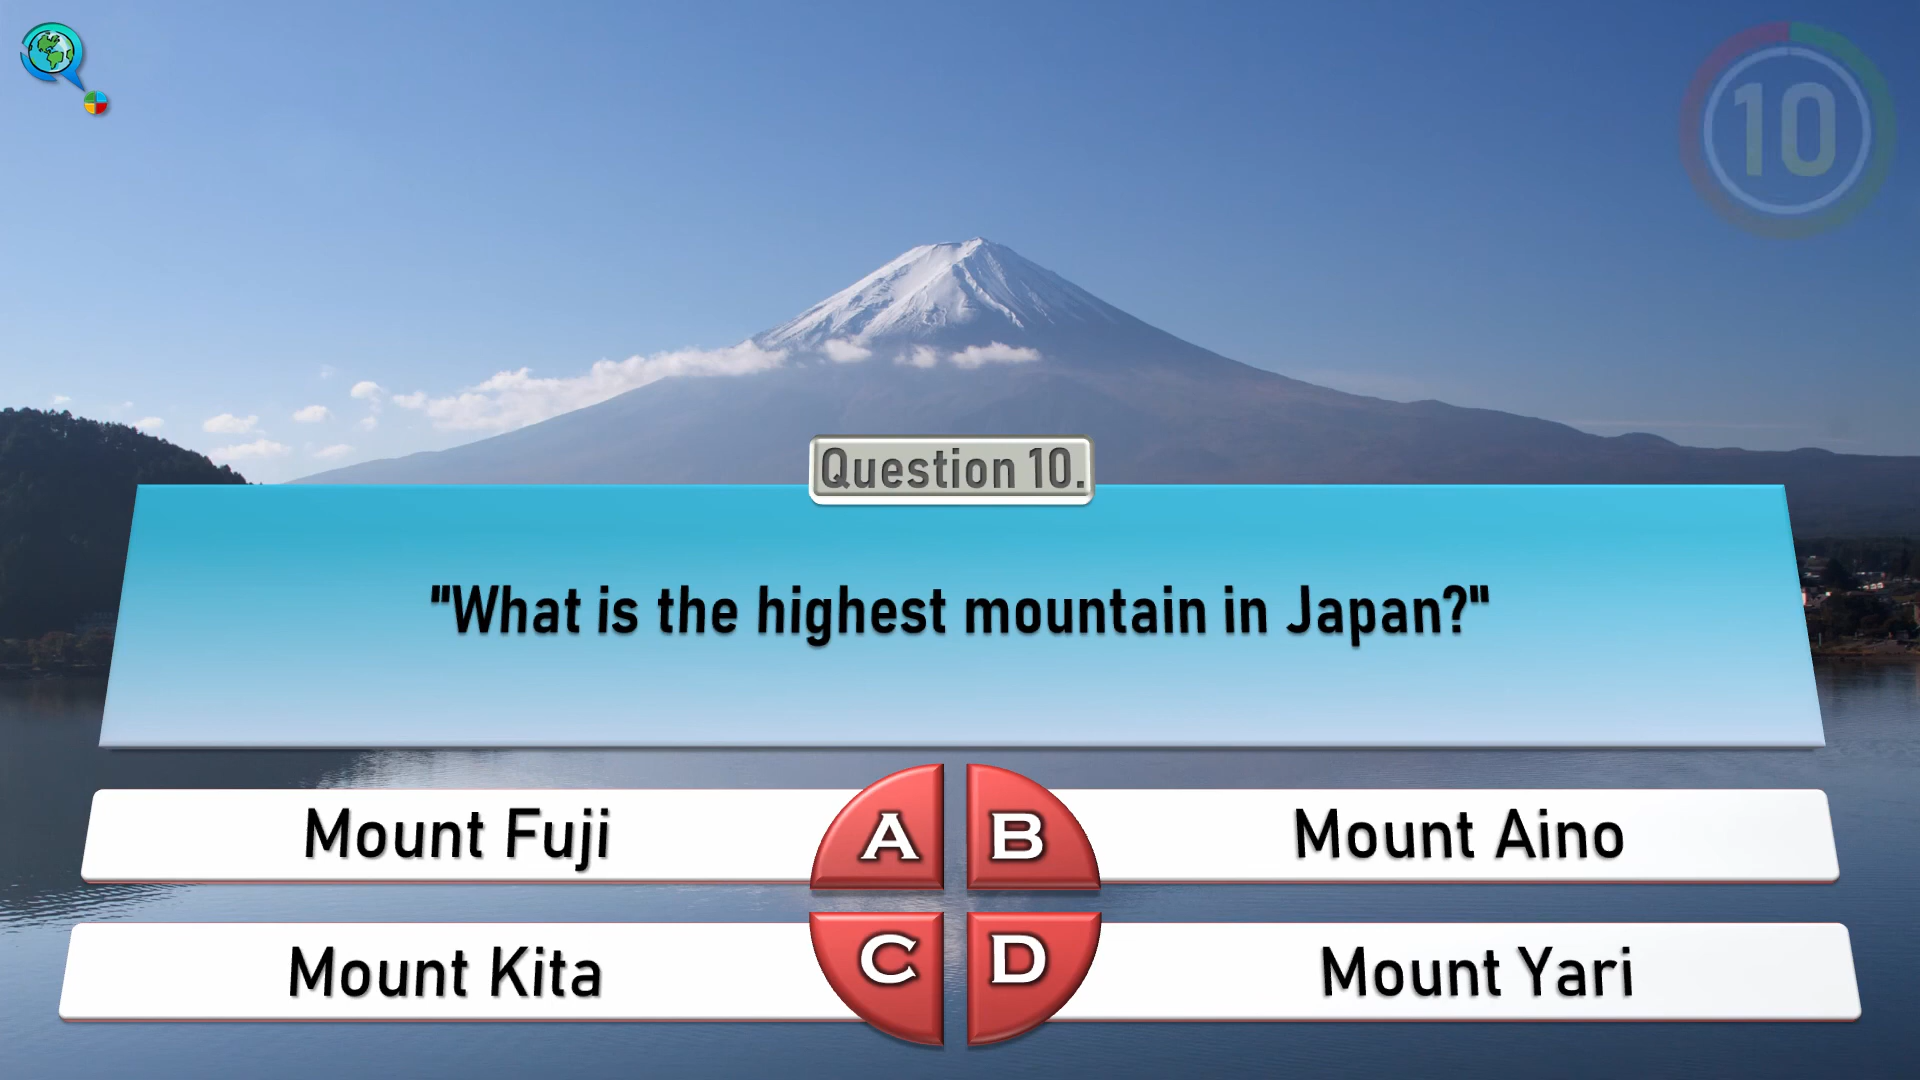 10
Question 10.
"What is the highest mountain in Japan?"
Mount Fuji
A
B
Mount Aino
Mount Kita
C
D
Mount Yari